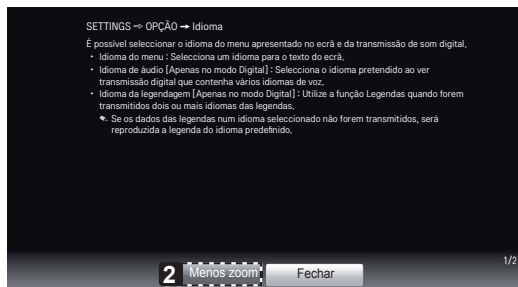 SETTINGS ⇨ OPÇÃO ➙ Idioma
É possível seleccionar o idioma do menu apresentado no ecrã e da transmissão de som digital.
• Idioma do menu : Selecciona um idioma para o texto do ecrã.
• Idioma de áudio [Apenas no modo Digital] : Selecciona o idioma pretendido ao ver
transmissão digital que contenha vários idiomas de voz.
• Idioma da legendagem [Apenas no modo Digital] : Utilize a função Legendas quando forem
transmitidos dois ou mais idiomas das legendas.
✎ Se os dados das legendas num idioma seleccionado não forem transmitidos, será
reproduzida a legenda do idioma predefinido.
1/2
2 Menos zoom Fechar